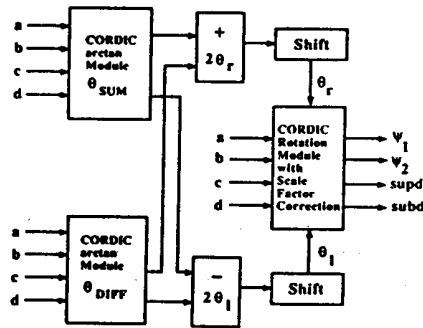 a
b
c
d
CORDIC
arctan
Module
θSUM
+
2θr
Shift
θr
a
b
c
d
CORDIC
Rotation
Module
with
Scale
Factor
Correction
Ψ1
Ψ2
supd
subd
a
b
c
d
CORDIC
arctan
Module
θDIFF
−
2θl
Shift
θl